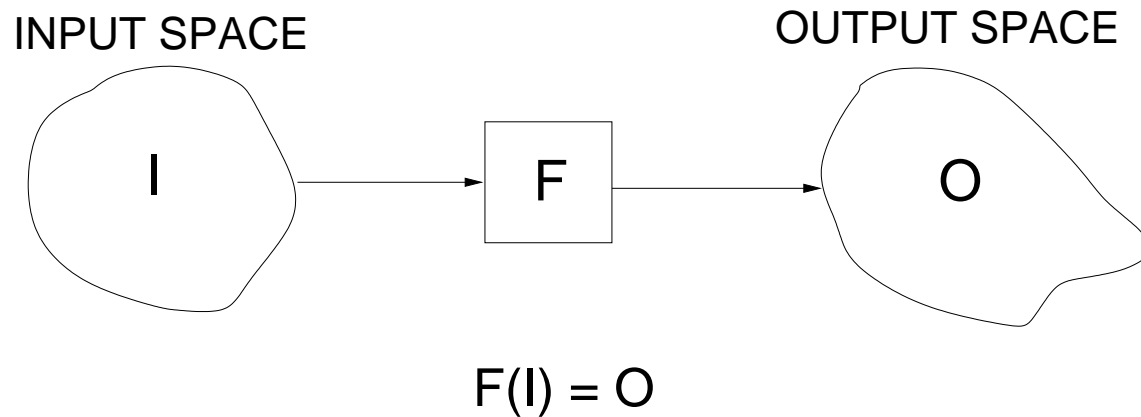 INPUT SPACE
OUTPUT SPACE
I
F
O
F(I) = O